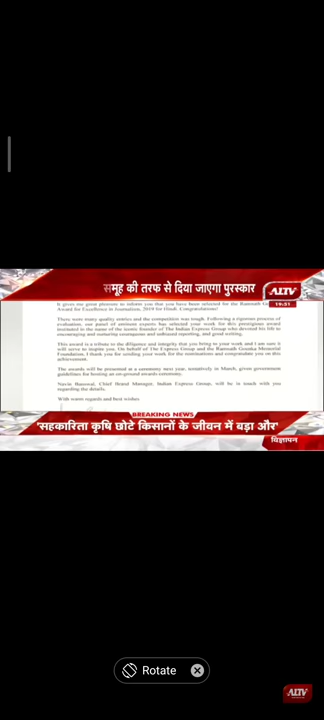 समूह की तरफ से दिया जाएगा पुरस्कार
ALTV
19:51
It gives me great pleasure to inform you that you have been selected for the Ramnath
Award for Excellence in Journalism, 2019 for Hindi. Congratulations!
There were many quality entries and the competition was tough. Following a rigorous process of
evaluation, our panel of eminent experts has selected your work for this prestigious award
instituted in the name of the iconic founder of The Indian Express Group who devoted his life to
encouraging and nurturing courageous and unbiased reporting, and good writing.
This award is a tribute to the diligence and integrity that you bring to your work and I am sure it
will serve to inspire you. On behalf of The Express Group and the Ramnath Goenka Memorial
Foundation, I thank you for sending your work for the nominations and congratulate you on this
achievement.
The awards will be presented at a ceremony next year, tentatively in March, given government
guidelines for hosting an on-ground awards ceremony.
Chief Brand Manager, Indian Express Group, will be in touch with you
regarding the details.
With warm regards and best wishes
BREAKING NEWS
'सहकारिता कृषि छोटे किसानों के जीवन में बड़ा और'
विज्ञापन
Rotate
ALTV